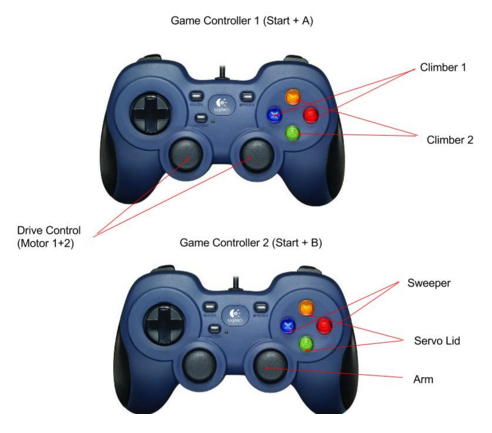 Game Controller 1 (Start + A)
Climber 1
Climber 2
Drive Control
(Motor 1+2)
Game Controller 2 (Start + B)
Sweeper
Servo Lid
Arm